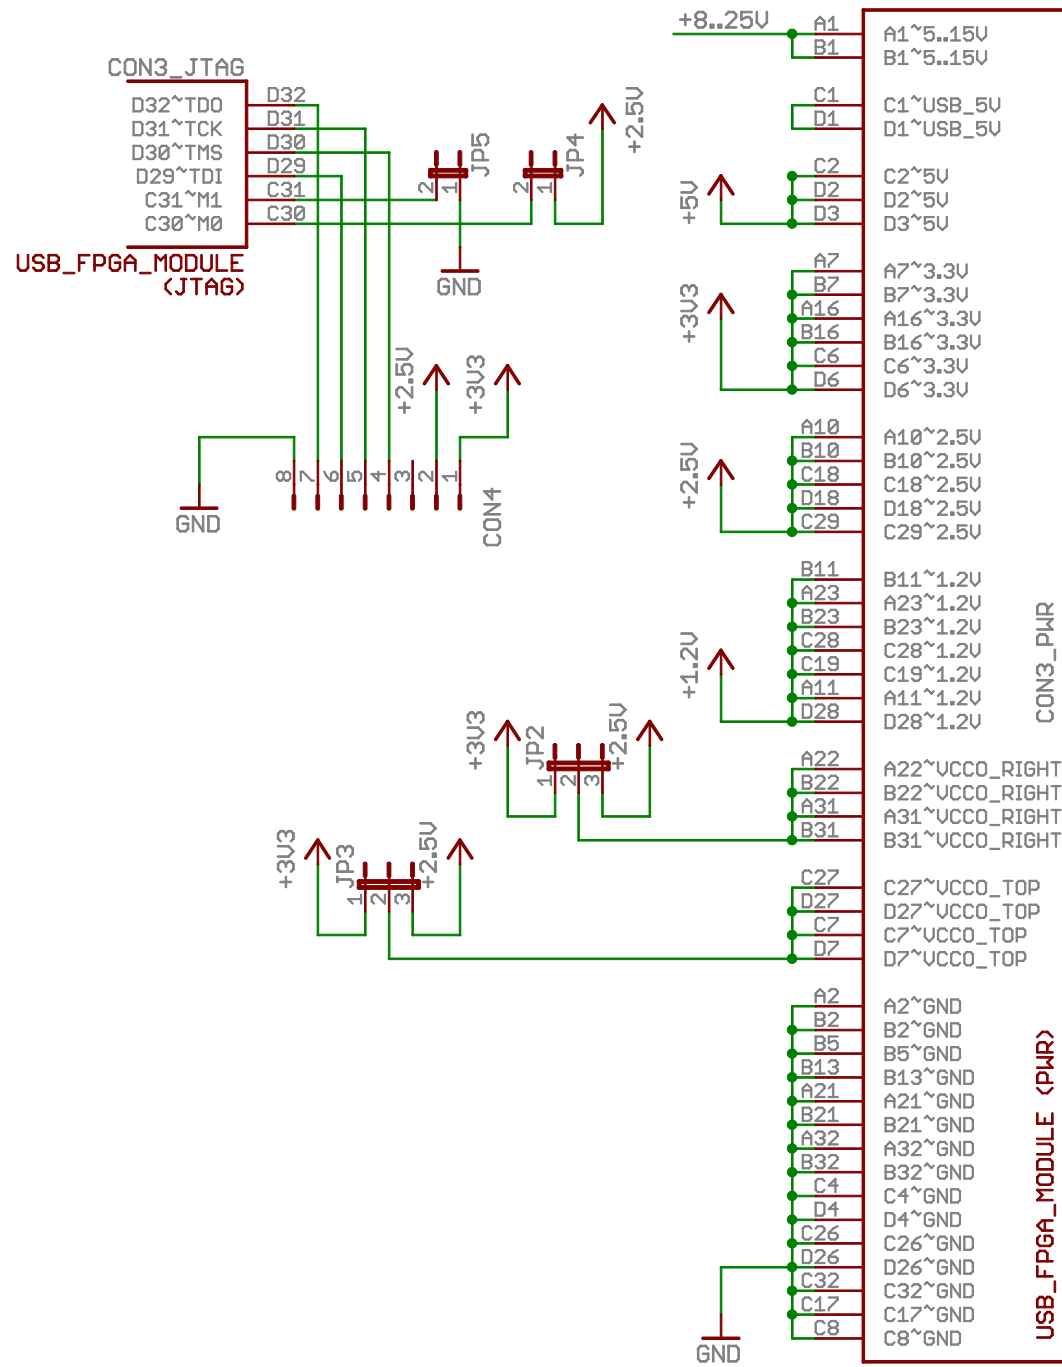 +8..25V
A1 A1~5..15V
B1 B1~5..15V
C1 C1~USB_5V
D1 D1~USB_5V
+5V
C2 C2~5V
D2 D2~5V
D3 D3~5V
+3V3
A7 A7~3.3V
B7 B7~3.3V
A16 A16~3.3V
B16 B16~3.3V
C6 C6~3.3V
D6 D6~3.3V
+2.5V
A10 A10~2.5V
B10 B10~2.5V
C18 C18~2.5V
D18 D18~2.5V
C29 C29~2.5V
+1.2V
B11 B11~1.2V
A23 A23~1.2V
B23 B23~1.2V
C28 C28~1.2V
C19 C19~1.2V
A11 A11~1.2V
D28 D28~1.2V
A22 A22~VCCO_RIGHT
B22 B22~VCCO_RIGHT
A31 A31~VCCO_RIGHT
B31 B31~VCCO_RIGHT
C27 C27~VCCO_TOP
D27 D27~VCCO_TOP
C7 C7~VCCO_TOP
D7 D7~VCCO_TOP
A2 A2~GND
B2 B2~GND
B5 B5~GND
B13 B13~GND
A21 A21~GND
B21 B21~GND
A32 A32~GND
B32 B32~GND
C4 C4~GND
D4 D4~GND
C26 C26~GND
D26 D26~GND
C32 C32~GND
C17 C17~GND
C8 C8~GND
GND
CON3_PWR
USB_FPGA_MODULE (PWR)
CON3_JTAG
D32~TDO D32
D31~TCK D31
D30~TMS D30
D29~TDI D29
C31~M1 C31
C30~M0 C30
USB_FPGA_MODULE
(JTAG)
JP5
2 1
GND
JP4
2 1
+2.5V
+2.5V
+3V3
8 7 6 5 4 3 2 1
CON4
GND
+3V3
JP2
1 2 3
+2.5V
+3V3
JP3
1 2 3
+2.5V